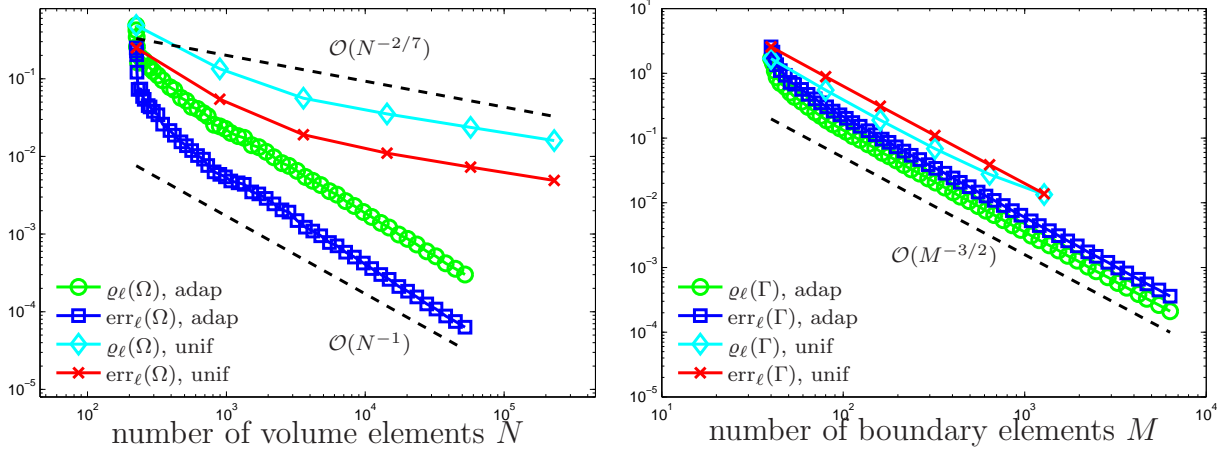 10^{-1}
10^{-2}
10^{-3}
10^{-4}
10^{-5}
10^2
10^3
10^4
10^5
O(N^{-2/7})
O(N^{-1})
ϱ_ℓ(Ω), adap
err_ℓ(Ω), adap
ϱ_ℓ(Ω), unif
err_ℓ(Ω), unif
number of volume elements N
10^1
10^0
10^{-1}
10^{-2}
10^{-3}
10^{-4}
10^{-5}
10^1
10^2
10^3
10^4
O(M^{-3/2})
ϱ_ℓ(Γ), adap
err_ℓ(Γ), adap
ϱ_ℓ(Γ), unif
err_ℓ(Γ), unif
number of boundary elements M